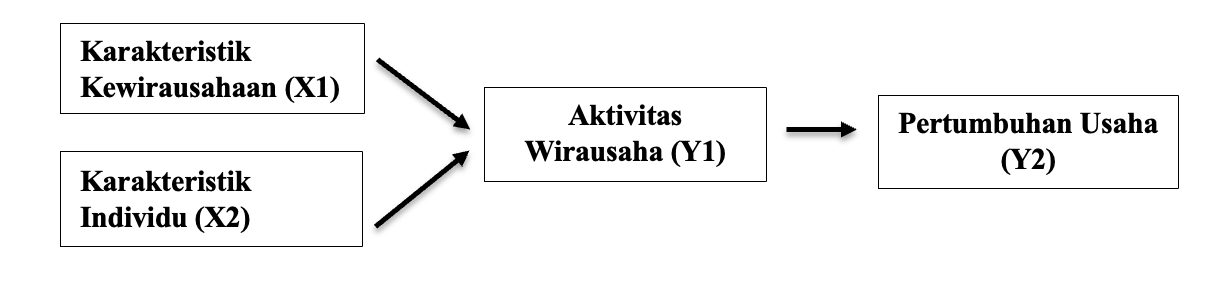 Karakteristik
Kewirausahaan (X1)
Karakteristik
Individu (X2)
Aktivitas
Wirausaha (Y1)
Pertumbuhan Usaha
(Y2)